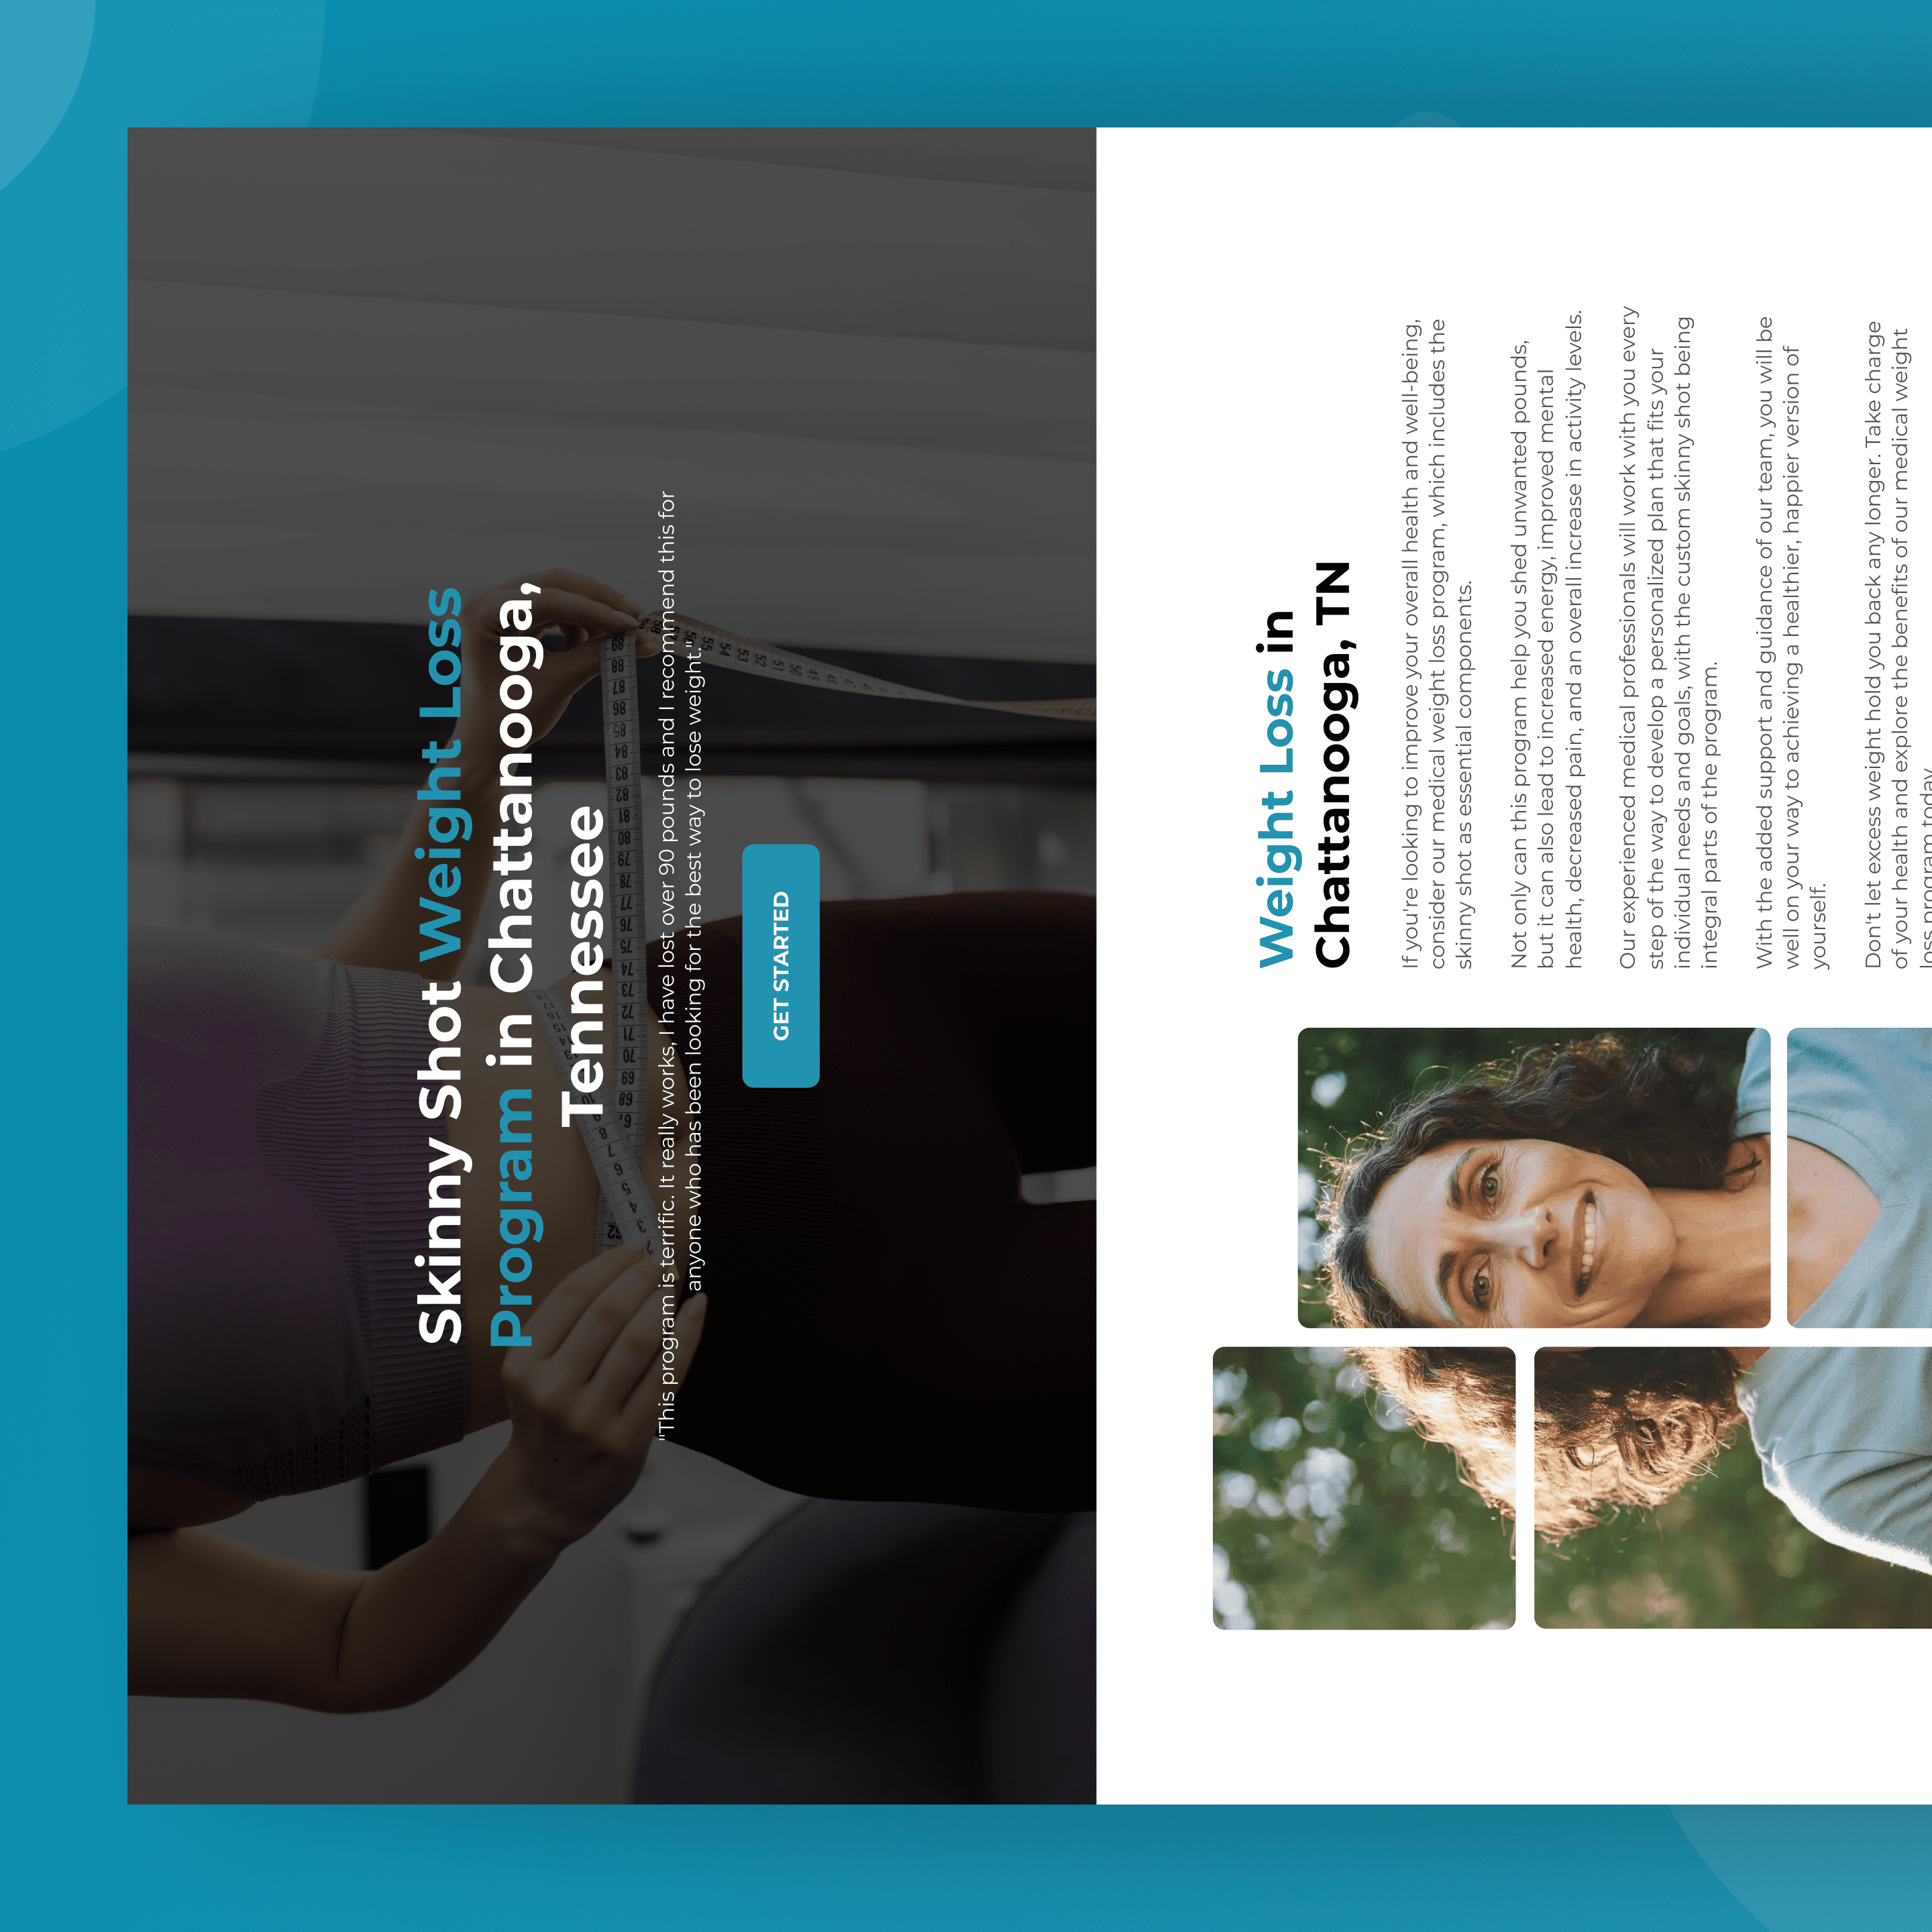 Skinny Shot Weight Loss
Program in Chattanooga,
Tennessee
"This program is terrific. It really works, I have lost over 90 pounds and I recommend this for
anyone who has been looking for the best way to lose weight."
GET STARTED
Weight Loss in
Chattanooga, TN
If you're looking to improve your overall health and well-being,
consider our medical weight loss program, which includes the
skinny shot as essential components.
Not only can this program help you shed unwanted pounds,
but it can also lead to increased energy, improved mental
health, decreased pain, and an overall increase in activity levels.
Our experienced medical professionals will work with you every
step of the way to develop a personalized plan that fits your
individual needs and goals, with the custom skinny shot being
integral parts of the program.
With the added support and guidance of our team, you will be
well on your way to achieving a healthier, happier version of
yourself.
Don't let excess weight hold you back any longer. Take charge
of your health and explore the benefits of our medical weight
loss program today